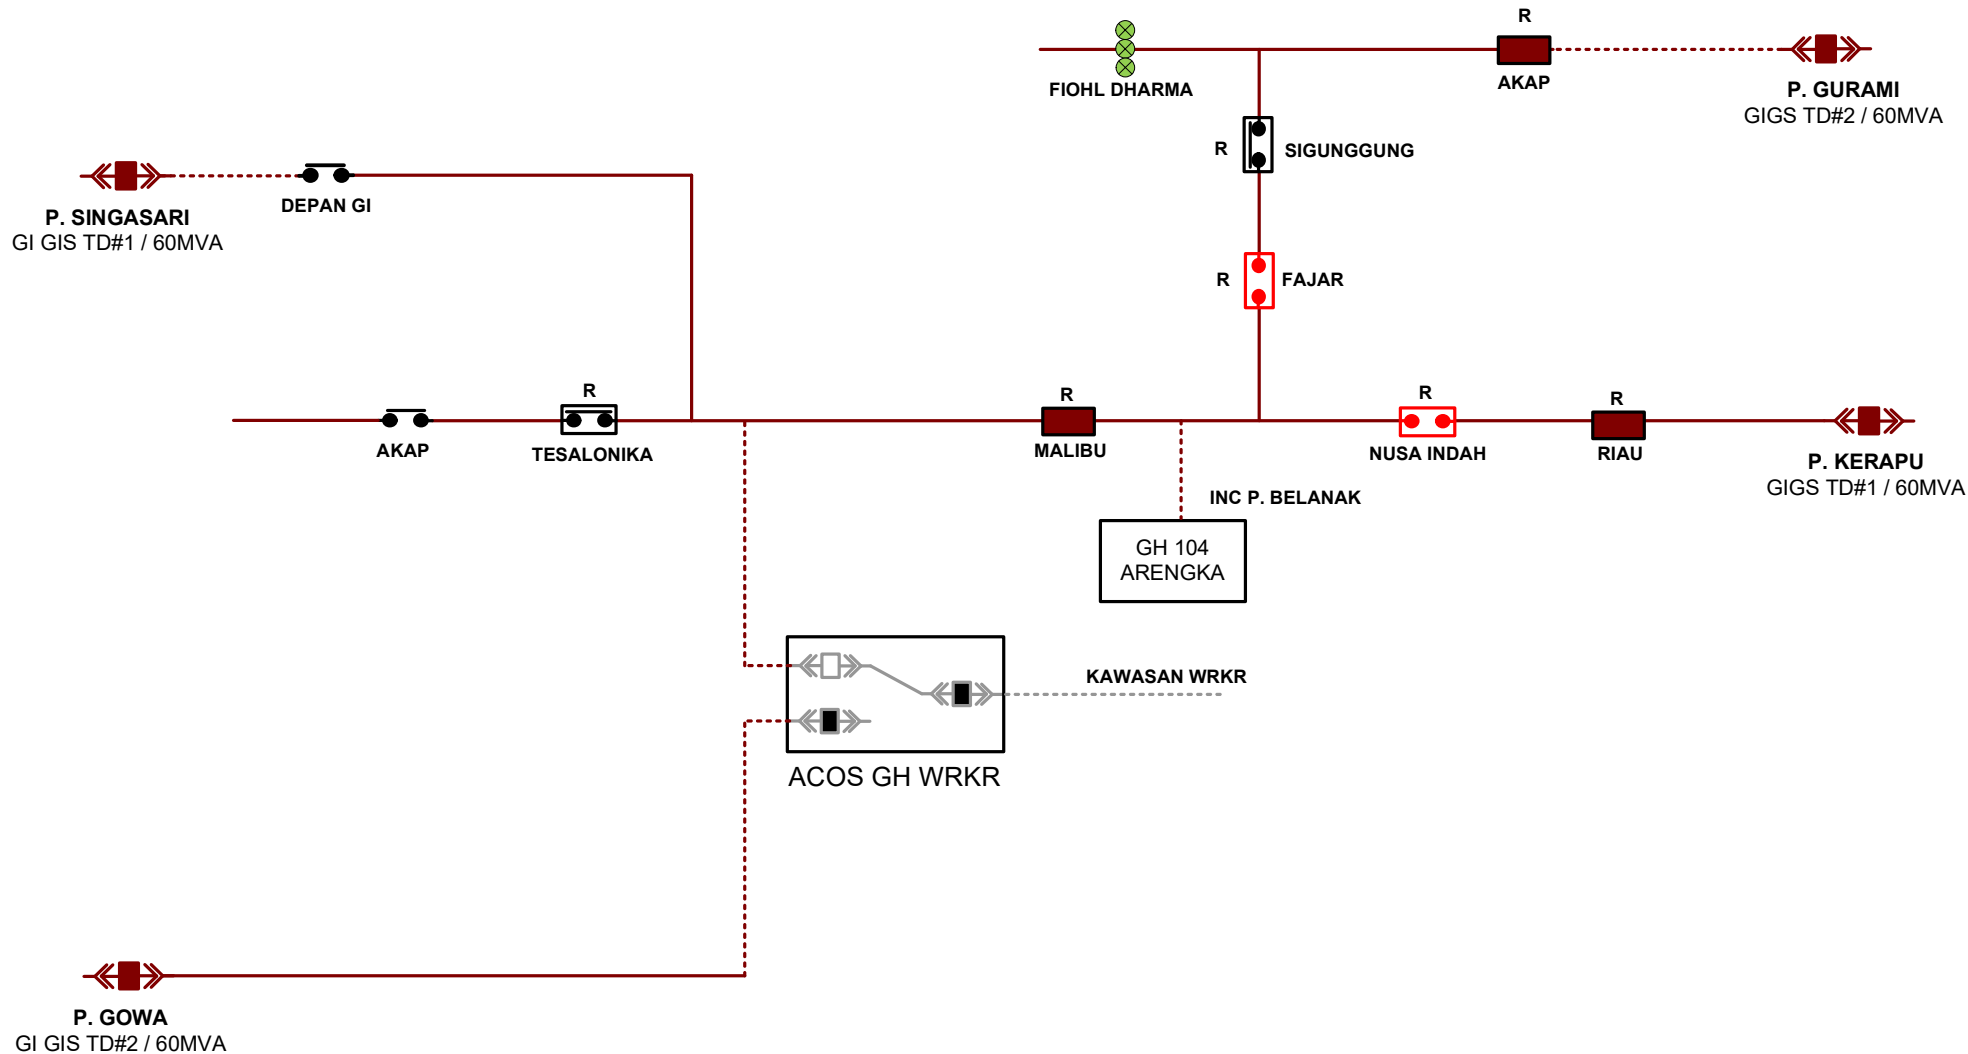 R
FIOHL DHARMA
AKAP
P. GURAMI
GIGS TD#2 / 60MVA
R
SIGUNGGUNG
P. SINGASARI
GI GIS TD#1 / 60MVA
DEPAN GI
R
FAJAR
R
AKAP
TESALONIKA
R
MALIBU
R
NUSA INDAH
R
RIAU
P. KERAPU
GIGS TD#1 / 60MVA
INC P. BELANAK
GH 104
ARENGKA
KAWASAN WRKR
ACOS GH WRKR
P. GOWA
GI GIS TD#2 / 60MVA